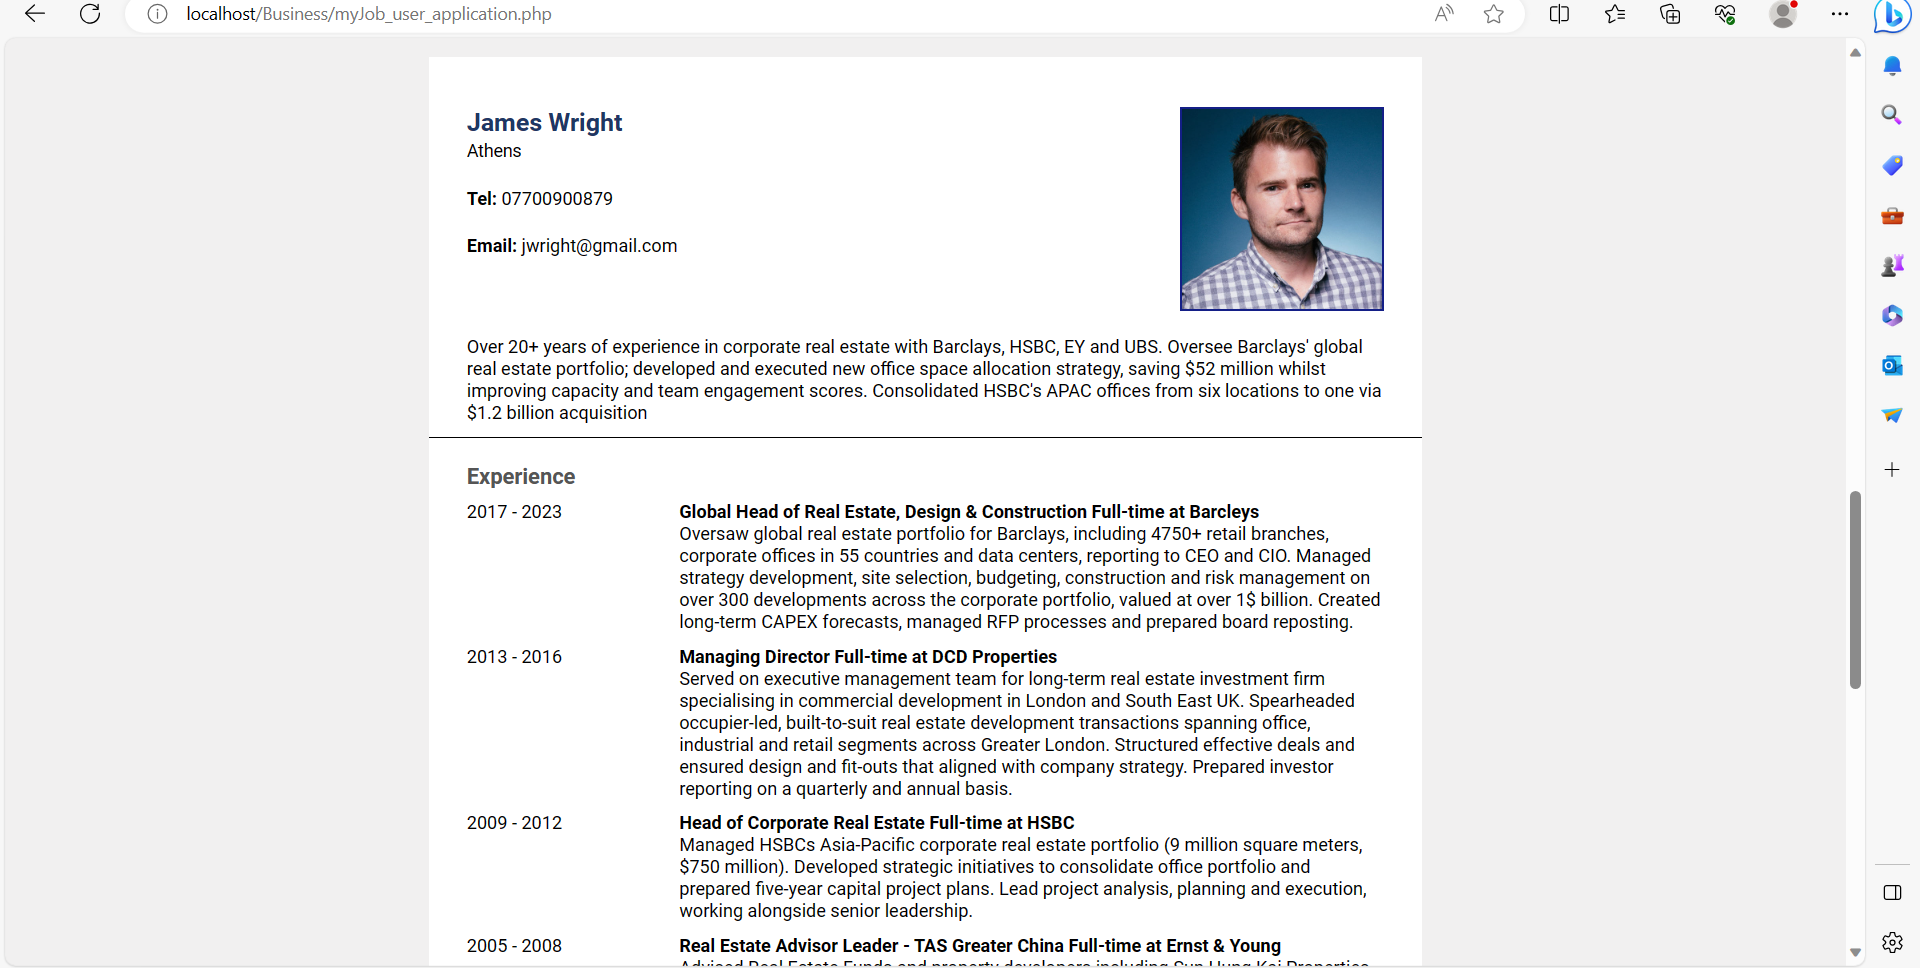 localhost/Business/myJob_user_application.php
James Wright
Athens
Tel: 07700900879
Email: jwright@gmail.com
Over 20+ years of experience in corporate real estate with Barclays, HSBC, EY and UBS. Oversee Barclays' global
real estate portfolio; developed and executed new office space allocation strategy, saving $52 million whilst
improving capacity and team engagement scores. Consolidated HSBC's APAC offices from six locations to one via
$1.2 billion acquisition
Experience
2017 - 2023
Global Head of Real Estate, Design & Construction Full-time at Barcleys
Oversaw global real estate portfolio for Barclays, including 4750+ retail branches,
corporate offices in 55 countries and data centers, reporting to CEO and CIO. Managed
strategy development, site selection, budgeting, construction and risk management on
over 300 developments across the corporate portfolio, valued at over 1$ billion. Created
long-term CAPEX forecasts, managed RFP processes and prepared board reposting.
2013 - 2016
Managing Director Full-time at DCD Properties
Served on executive management team for long-term real estate investment firm
specialising in commercial development in London and South East UK. Spearheaded
occupier-led, built-to-suit real estate development transactions spanning office,
industrial and retail segments across Greater London. Structured effective deals and
ensured design and fit-outs that aligned with company strategy. Prepared investor
reporting on a quarterly and annual basis.
2009 - 2012
Head of Corporate Real Estate Full-time at HSBC
Managed HSBCs Asia-Pacific corporate real estate portfolio (9 million square meters,
$750 million). Developed strategic initiatives to consolidate office portfolio and
prepared five-year capital project plans. Lead project analysis, planning and execution,
working alongside senior leadership.
2005 - 2008
Real Estate Advisor Leader - TAS Greater China Full-time at Ernst & Young
Advised Real Estate Funds and property developers including Sun Hung Kai Properties